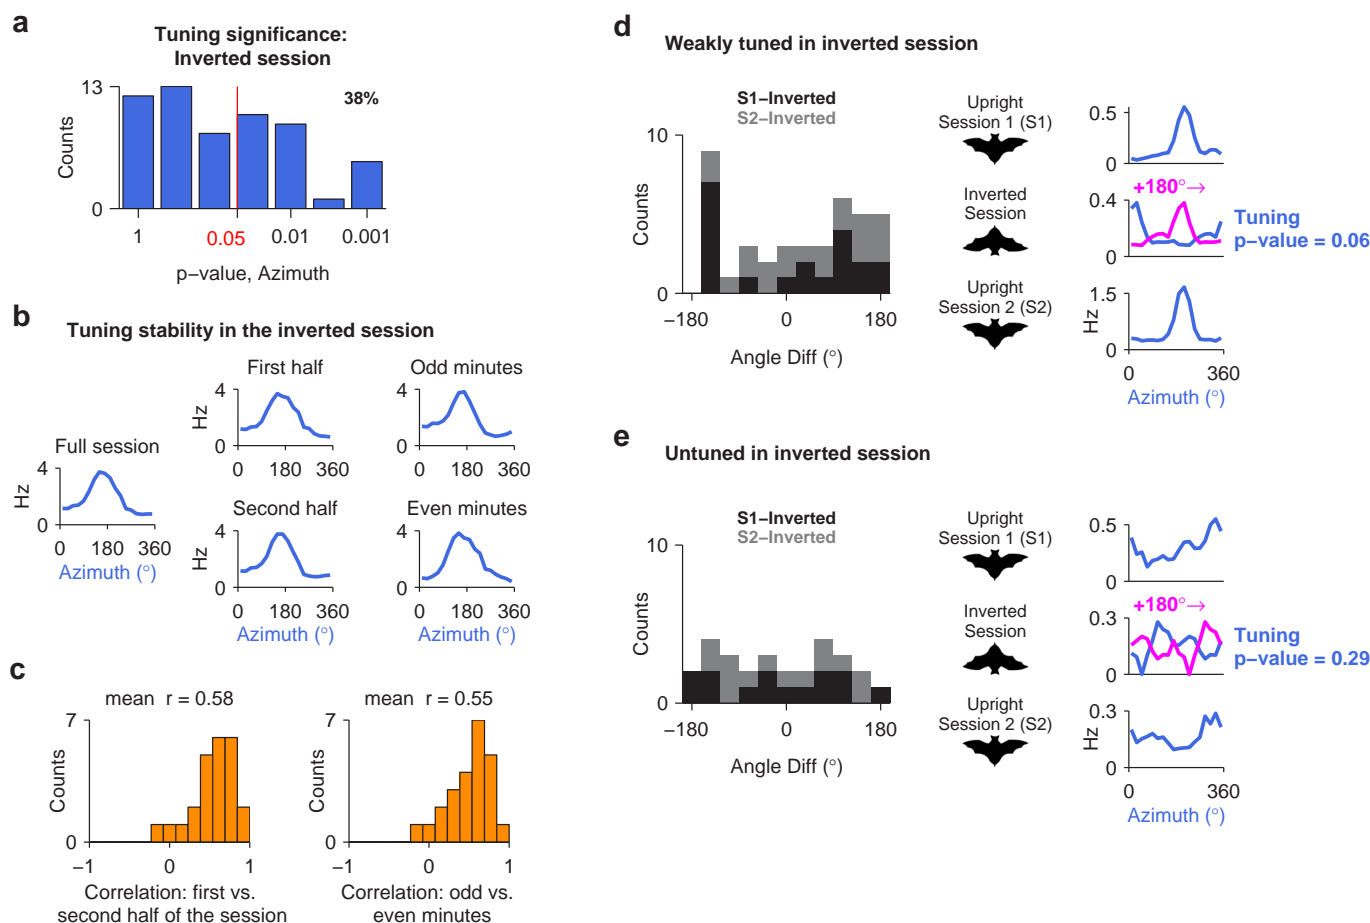 a
Tuning significance:
Inverted session
13
38%
Counts
0
1
0.05
0.01
0.001
p−value, Azimuth
b
Tuning stability in the inverted session
First half
Odd minutes
4
Hz
0
0 180 360
4
0
0 180 360
Full session
4
Hz
0
0 180 360
Azimuth (°)
Second half
Even minutes
4
Hz
0
0 180 360
Azimuth (°)
4
0
0 180 360
Azimuth (°)
c
mean r = 0.58
7
Counts
0
−1 0 1
Correlation: first vs.
second half of the session
mean r = 0.55
7
Counts
0
−1 0 1
Correlation: odd vs.
even minutes
d
Weakly tuned in inverted session
S1−Inverted
S2−Inverted
10
Counts
0
−180 0 180
Angle Diff (°)
Upright
Session 1 (S1)
0.5
0
Inverted
Session
+180°→
0.4
0
Tuning
p−value = 0.06
Upright
Session 2 (S2)
1.5
Hz
0
0 360
Azimuth (°)
e
Untuned in inverted session
S1−Inverted
S2−Inverted
10
Counts
0
−180 0 180
Angle Diff (°)
Upright
Session 1 (S1)
0.5
0
Inverted
Session
+180°→
0.3
0
Tuning
p−value = 0.29
Upright
Session 2 (S2)
0.3
Hz
0
0 360
Azimuth (°)